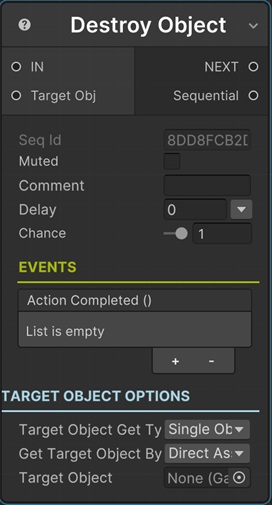 ? Destroy Object
IN NEXT
Target Obj Sequential
Seq Id 8DD8FCB2
Muted
Comment
Delay 0
Chance 1
EVENTS
Action Completed ()
List is empty
+ -
TARGET OBJECT OPTIONS
Target Object Get Ty Single Ob
Get Target Object By Direct As
Target Object None (Ga